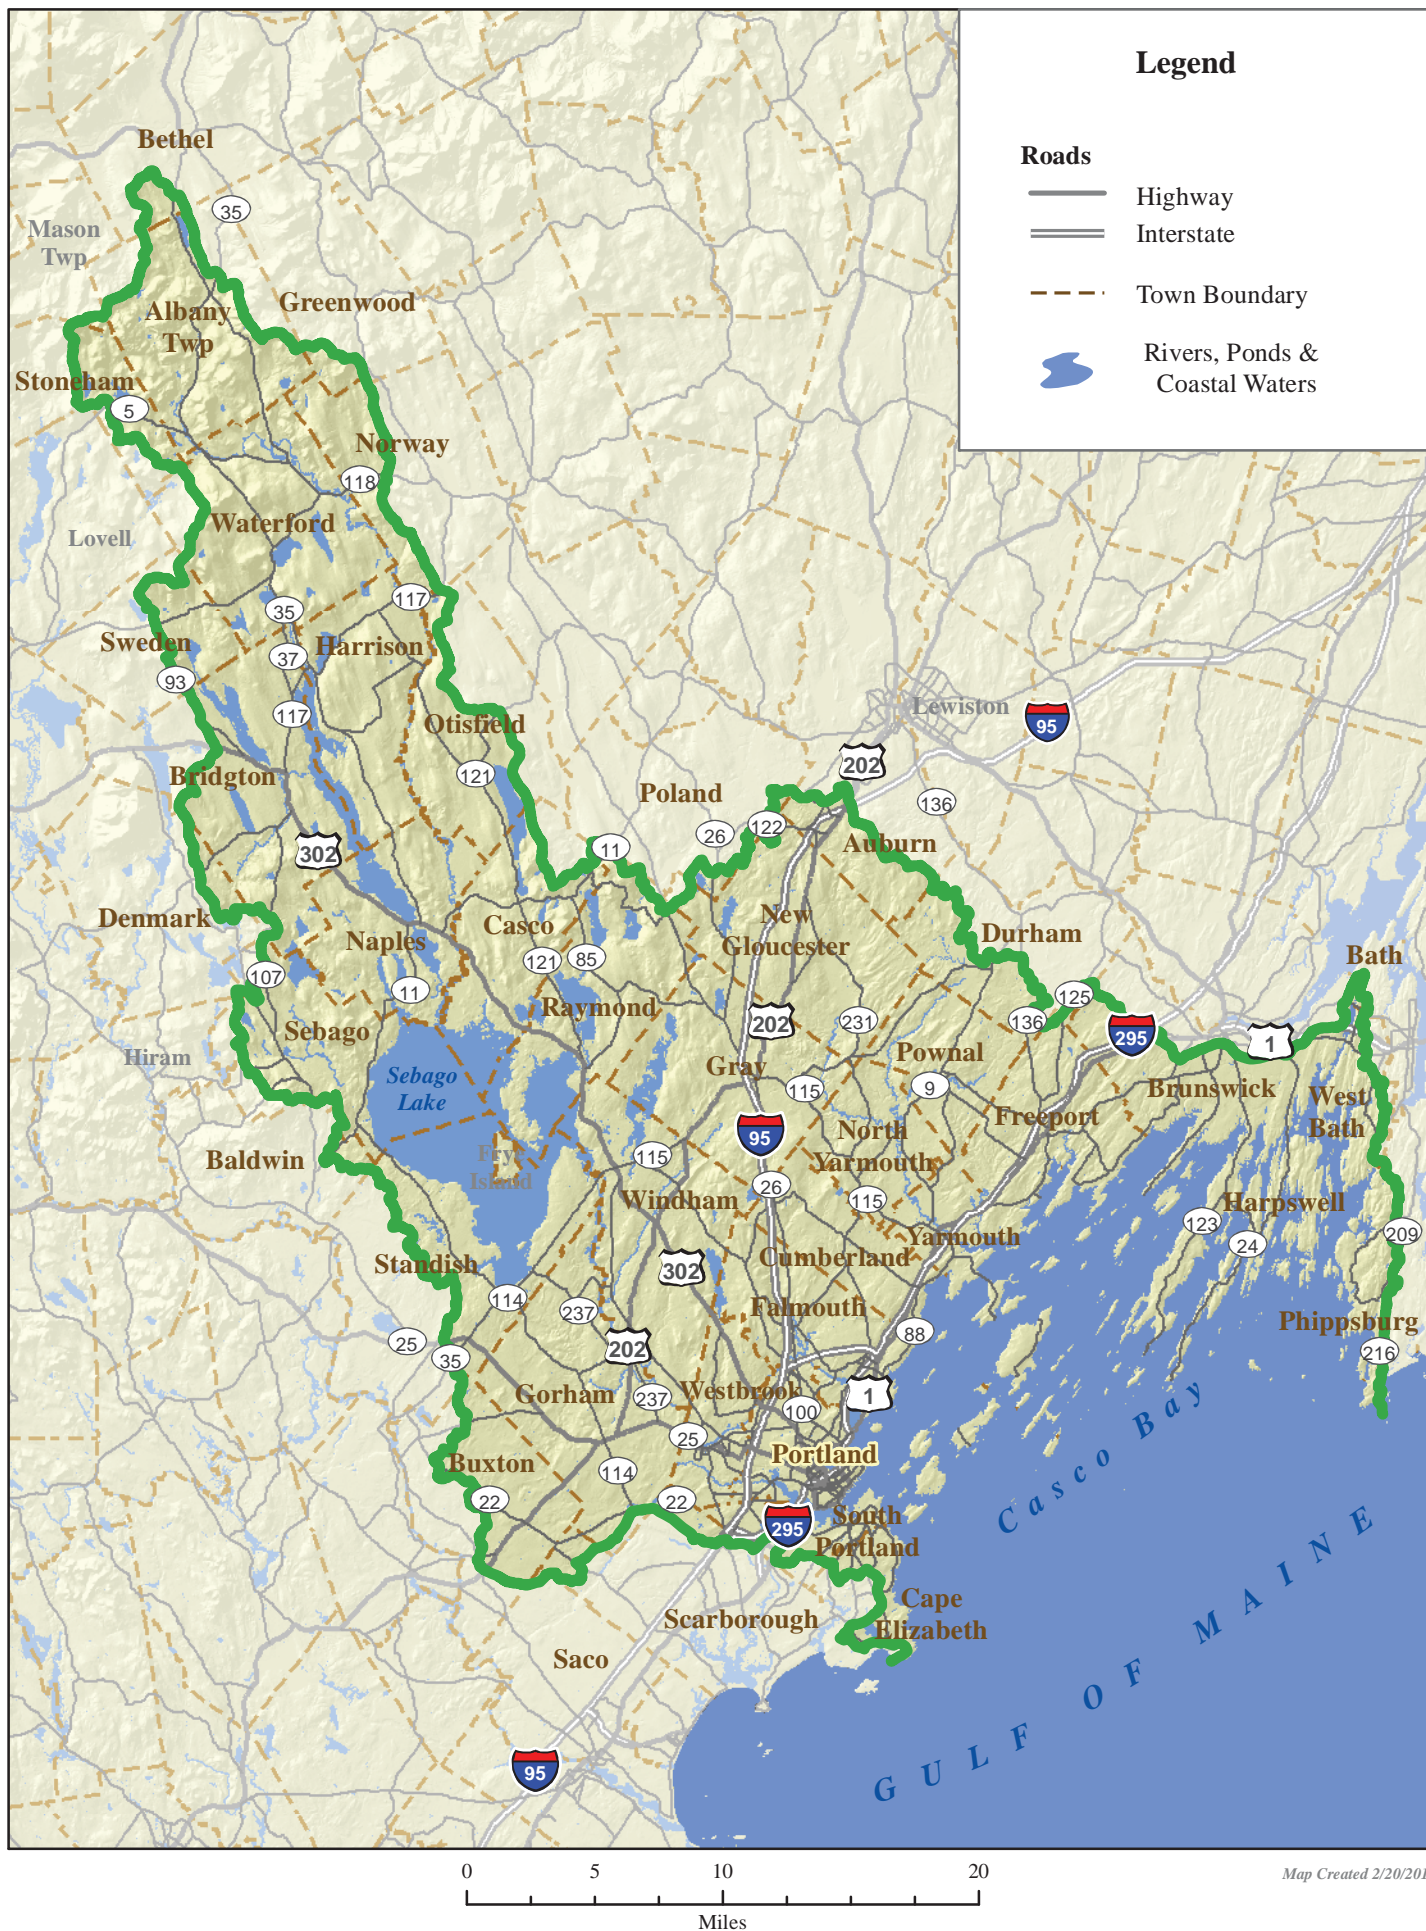 Legend
Roads
Highway
Interstate
Town Boundary
Rivers, Ponds &
Coastal Waters
Bethel
35
Mason
Twp
Greenwood
Albany
Twp
Stoneham
5
Norway
118
Waterford
Lovell
117
35
Sweden
Harrison
37
93
117
Otisfield
Lewiston
95
121
202
Bridgton
Poland
136
26
122
302
11
Auburn
Denmark
Casco
New
Gloucester
Durham
Naples
121
85
Bath
107
11
125
Raymond
136
Sebago
202
231
295
1
Hiram
Gray
Pownal
Sebago
Lake
115
9
Brunswick
West
Bath
Freeport
95
North
Yarmouth
Baldwin
Frye
Island
115
26
Windham
115
Harpswell
123
209
24
Yarmouth
Standish
302
Cumberland
114
237
Falmouth
88
Phippsburg
25
35
202
216
Gorham
237
Westbrook
100
1
25
Casco Bay
Buxton
114
Portland
22
22
295
South
Portland
GULF OF MAINE
Scarborough
Cape
Elizabeth
Saco
95
0 5 10 20
Miles
Map Created 2/20/201